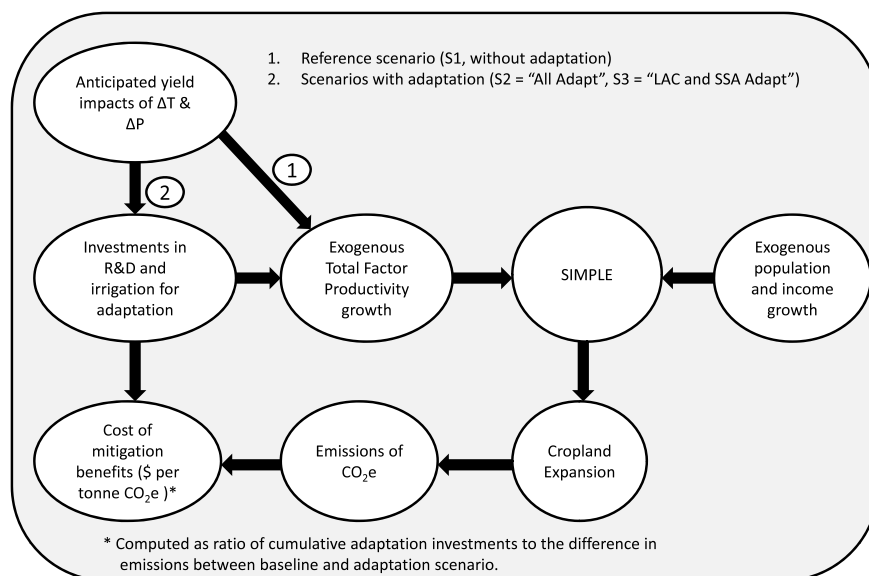 1. Reference scenario (S1, without adaptation)
2. Scenarios with adaptation (S2 = “All Adapt”, S3 = “LAC and SSA Adapt”)
Anticipated yield
impacts of ΔT &
ΔP
1
2
Investments in
R&D and
irrigation for
adaptation
Exogenous
Total Factor
Productivity
growth
SIMPLE
Exogenous
population
and income
growth
Cost of
mitigation
benefits ($ per
tonne CO₂e )*
Emissions of
CO₂e
Cropland
Expansion
* Computed as ratio of cumulative adaptation investments to the difference in
emissions between baseline and adaptation scenario.